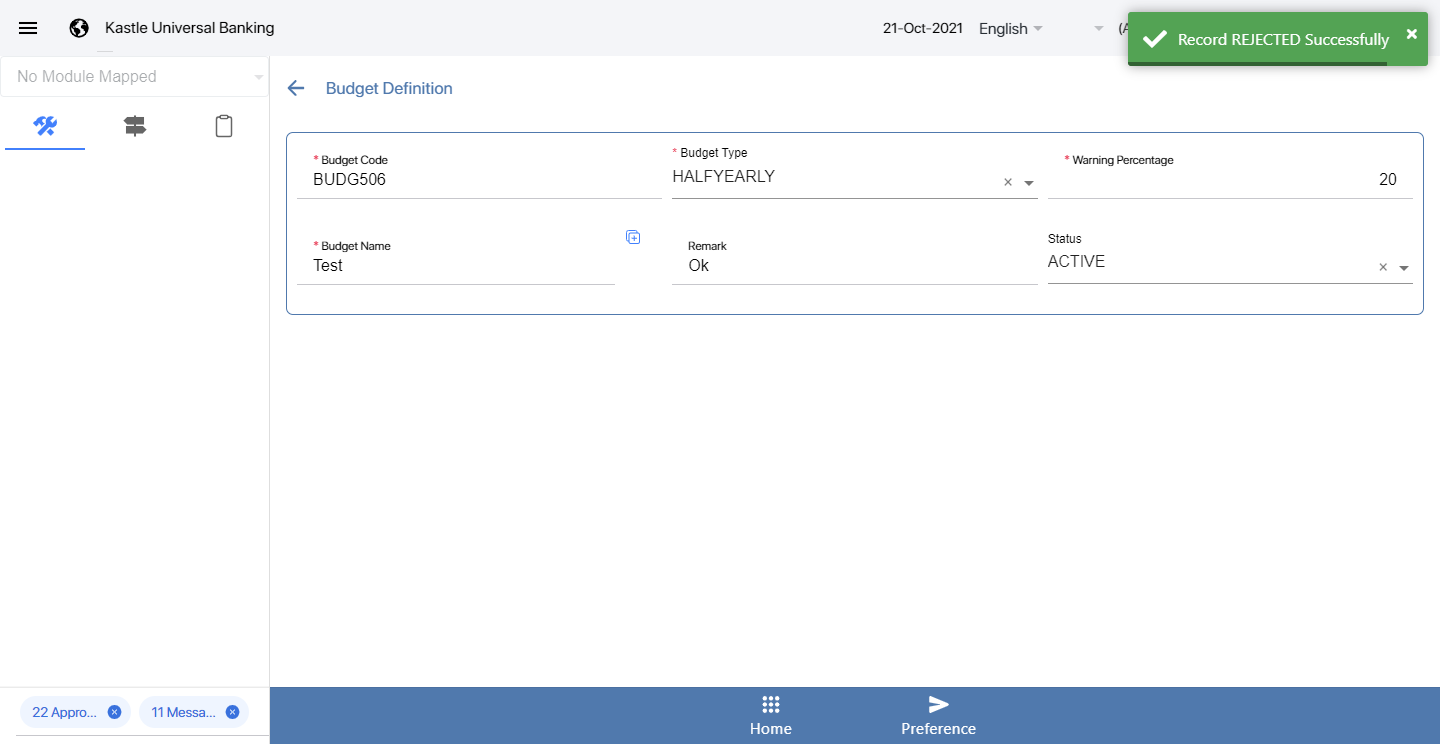 Kastle Universal Banking
21-Oct-2021
English
(A
Record REJECTED Successfully
No Module Mapped
Budget Definition
* Budget Code
BUDG506
* Budget Type
HALFYEARLY
* Warning Percentage
20
* Budget Name
Test
Remark
Ok
Status
ACTIVE
22 Appro...
11 Messa...
Home
Preference